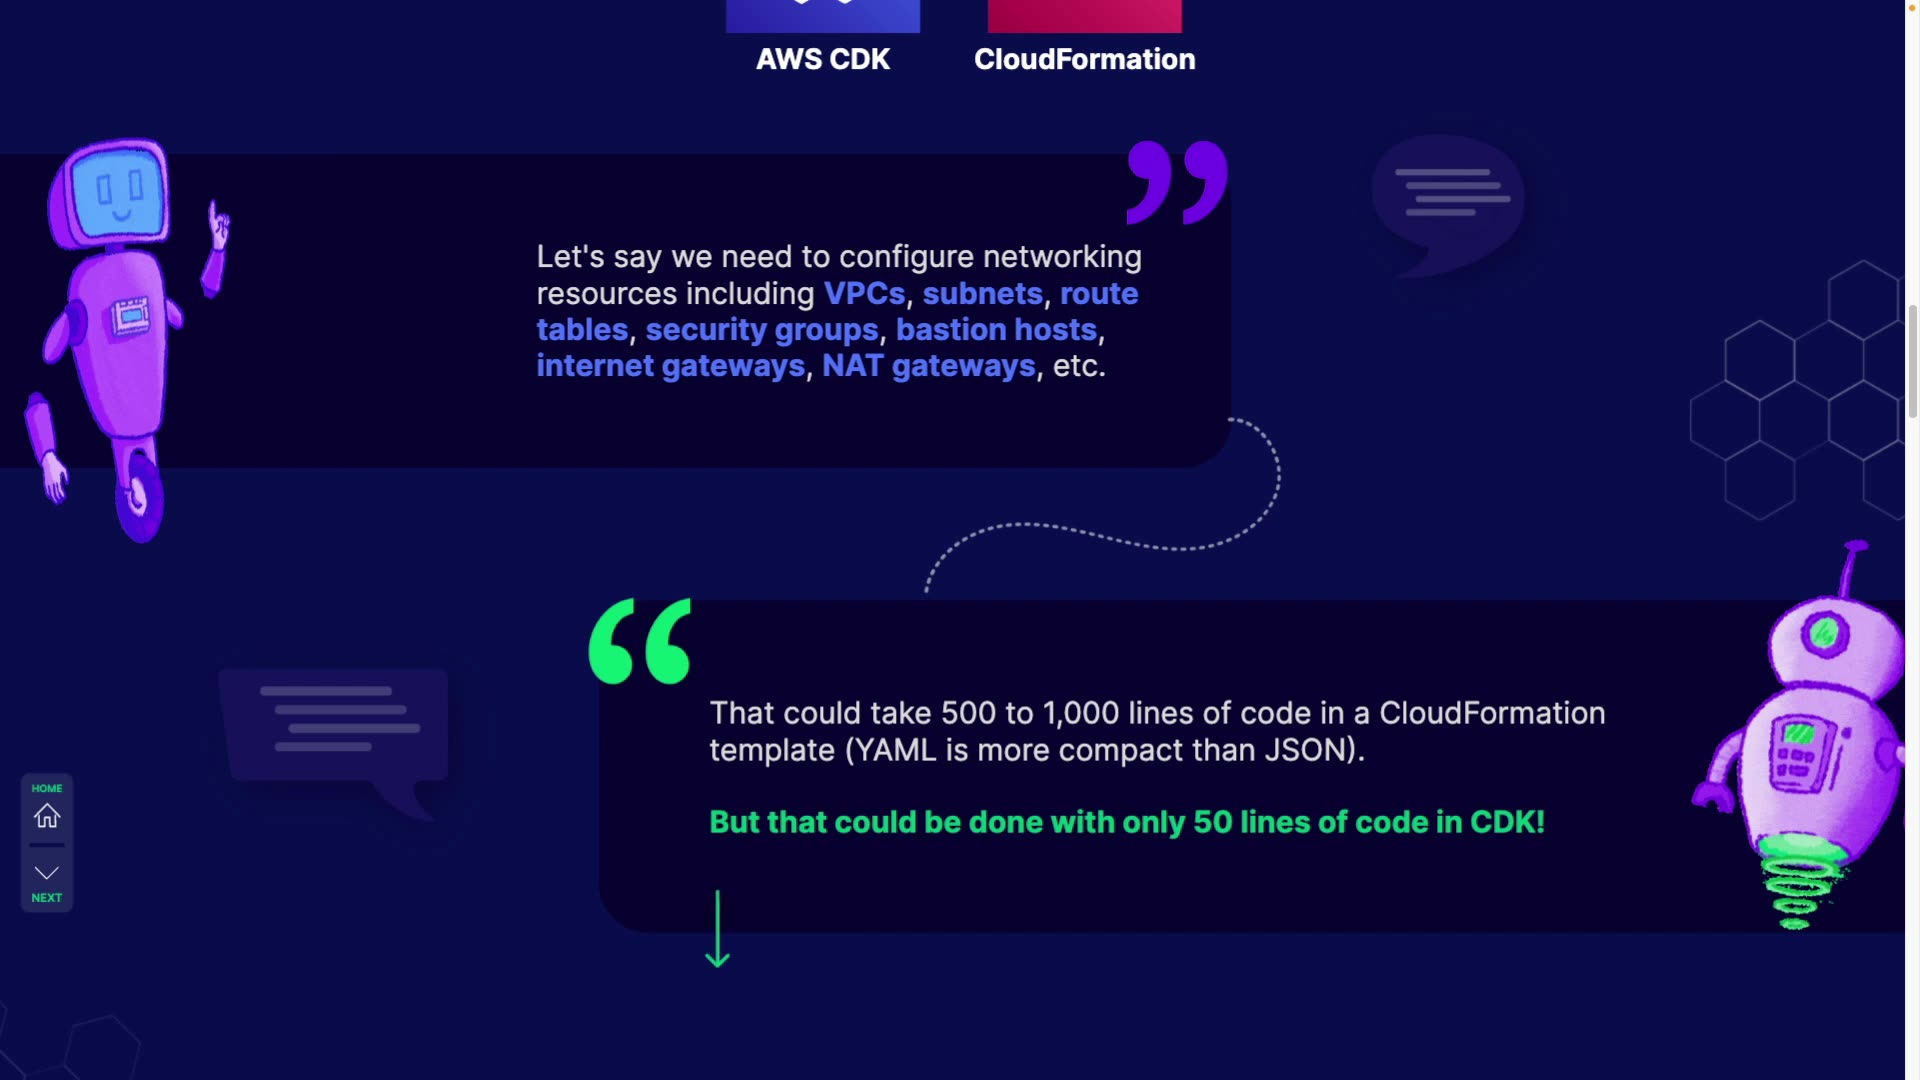 AWS CDK
CloudFormation
Let's say we need to configure networking
resources including VPCs, subnets, route
tables, security groups, bastion hosts,
internet gateways, NAT gateways, etc.
That could take 500 to 1,000 lines of code in a CloudFormation
template (YAML is more compact than JSON).
But that could be done with only 50 lines of code in CDK!
HOME
NEXT